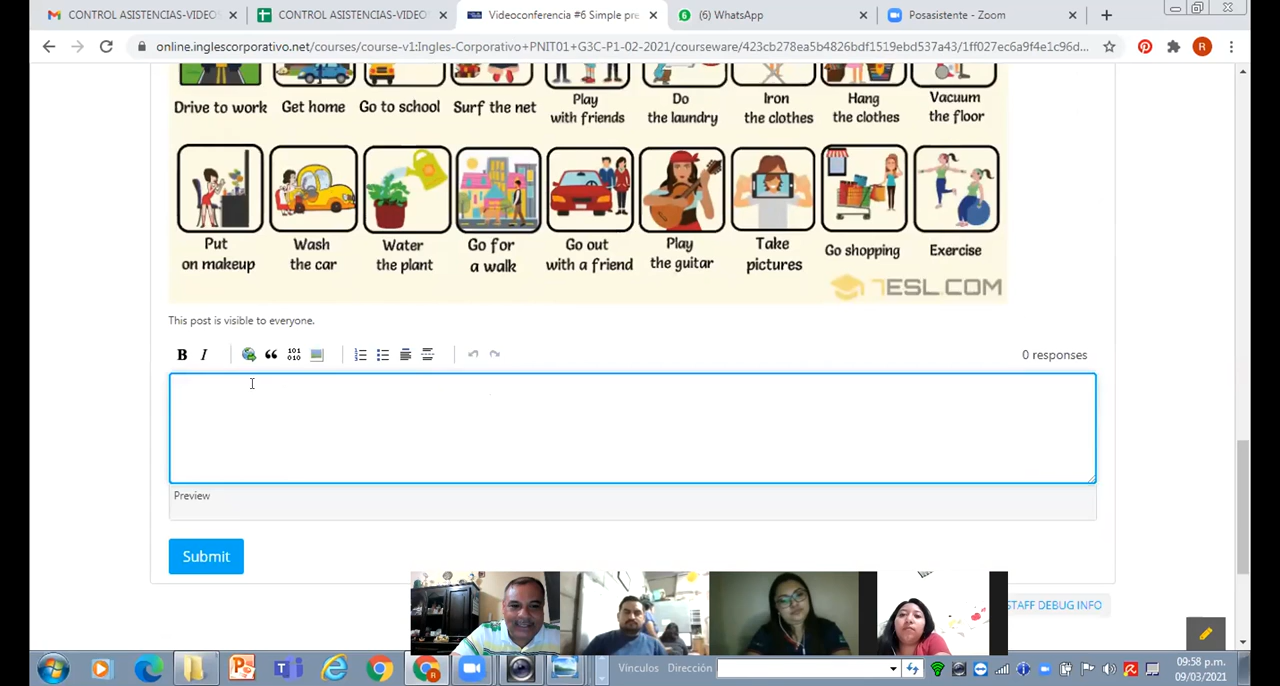 CONTROL ASISTENCIAS-VIDEO
CONTROL ASISTENCIAS-VIDEO
Videoconferencia #6 Simple pre
(6) WhatsApp
Posasistente - Zoom
online.inglescorporativo.net/courses/course-v1:Ingles-Corporativo+PNIT01+G3C-P1-02-2021/courseware/423cb278ea5b4826bdf1519ebd537a43/1ff027ec6a9f4e1c96d...
R
Drive to work
Get home
Go to school
Surf the net
Play
with friends
Do
the laundry
Iron
the clothes
Hang
the clothes
Vacuum
the floor
Put
on makeup
Wash
the car
Water
the plant
Go for
a walk
Go out
with a friend
Play
the guitar
Take
pictures
Go shopping
Exercise
7ESL.COM
This post is visible to everyone.
B I
101
010
0 responses
Preview
Submit
STAFF DEBUG INFO
Vínculos Dirección
09:58 p.m.
09/03/2021